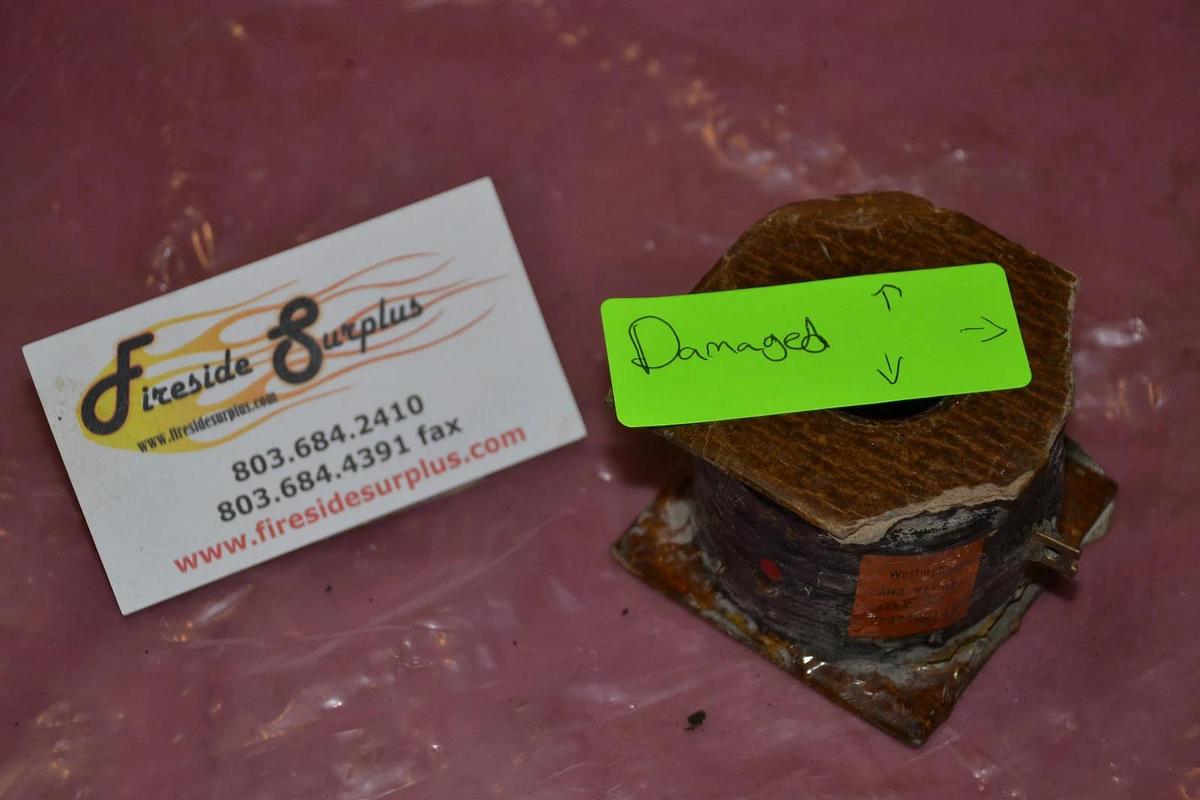 Fireside Surplus
www.firesidesurplus.com
803.684.2410
803.684.4391 fax
www.firesidesurplus.com
Damaged ↑ ↓ →